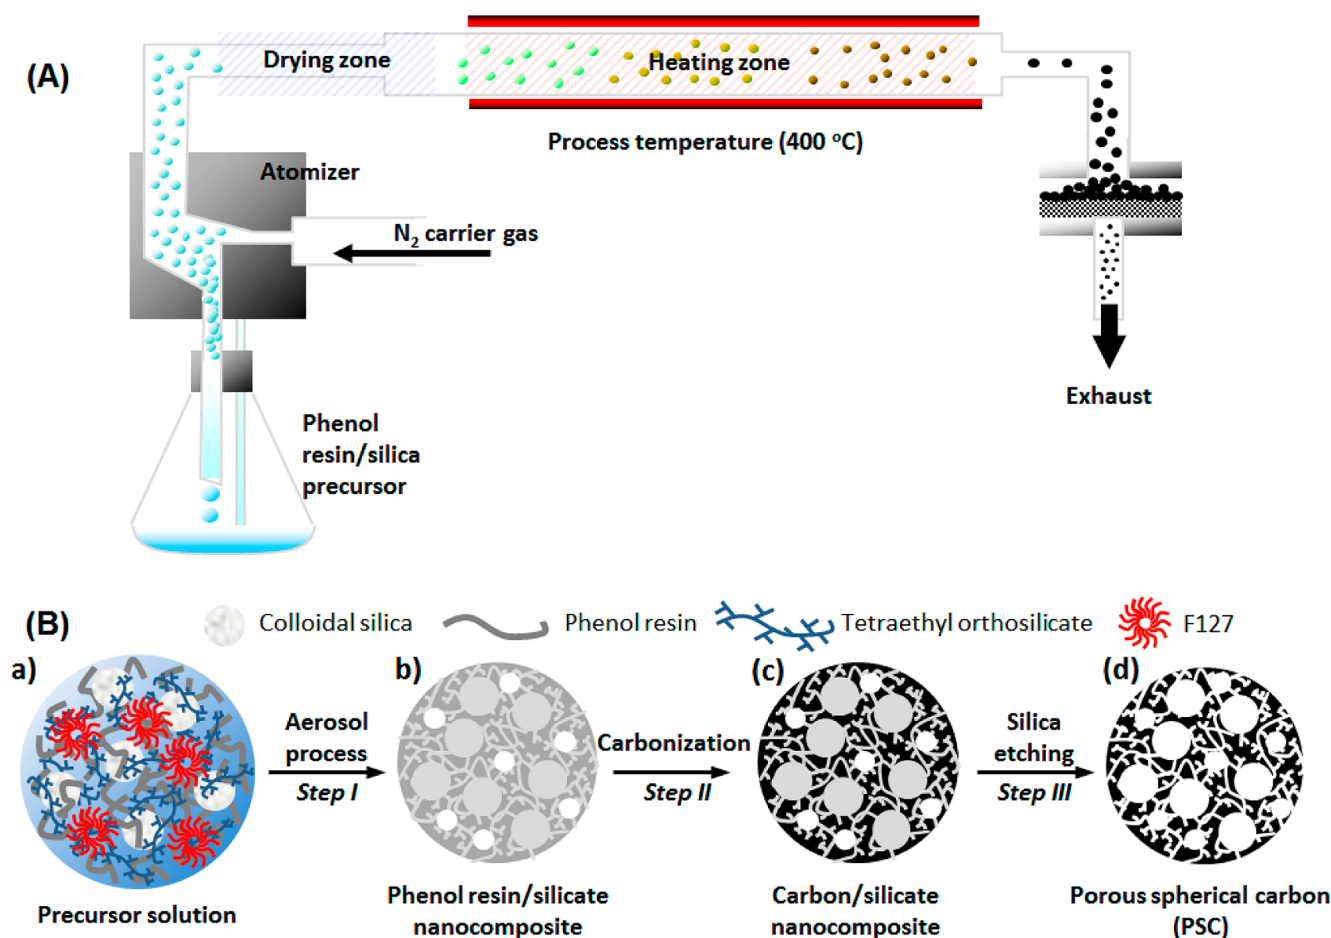 (A)
Drying zone
Heating zone
Process temperature (400 °C)
Atomizer
N₂ carrier gas
Exhaust
Phenol
resin/silica
precursor
(B)
Colloidal silica
Phenol resin
Tetraethyl orthosilicate
F127
a)
b)
(c)
(d)
Aerosol
process
Step I
Carbonization
Step II
Silica
etching
Step III
Precursor solution
Phenol resin/silicate
nanocomposite
Carbon/silicate
nanocomposite
Porous spherical carbon
(PSC)